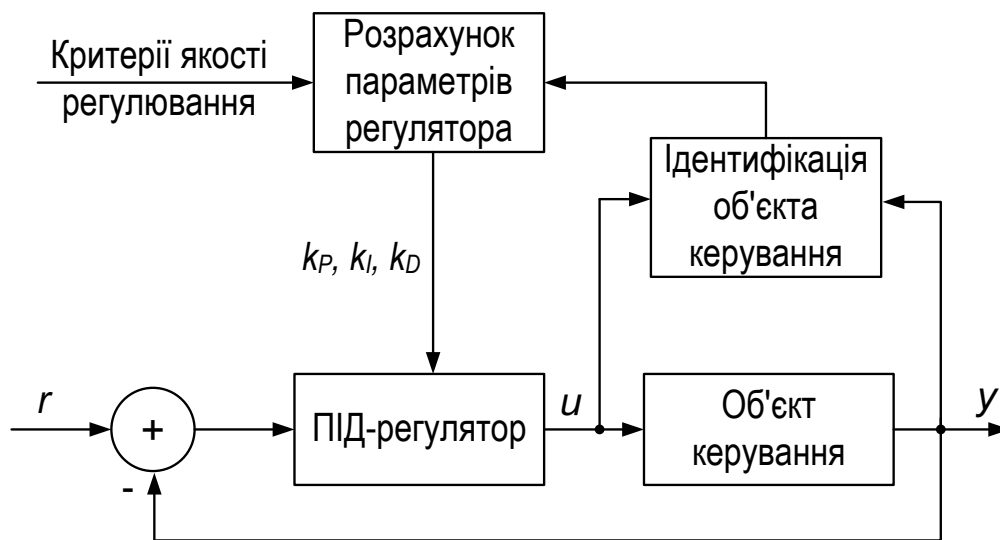 Критерії якості
регулювання
Розрахунок
параметрів
регулятора
Ідентифікація
об'єкта
керування
kP, kI, kD
r
+
-
ПІД-регулятор
u
Об'єкт
керування
y